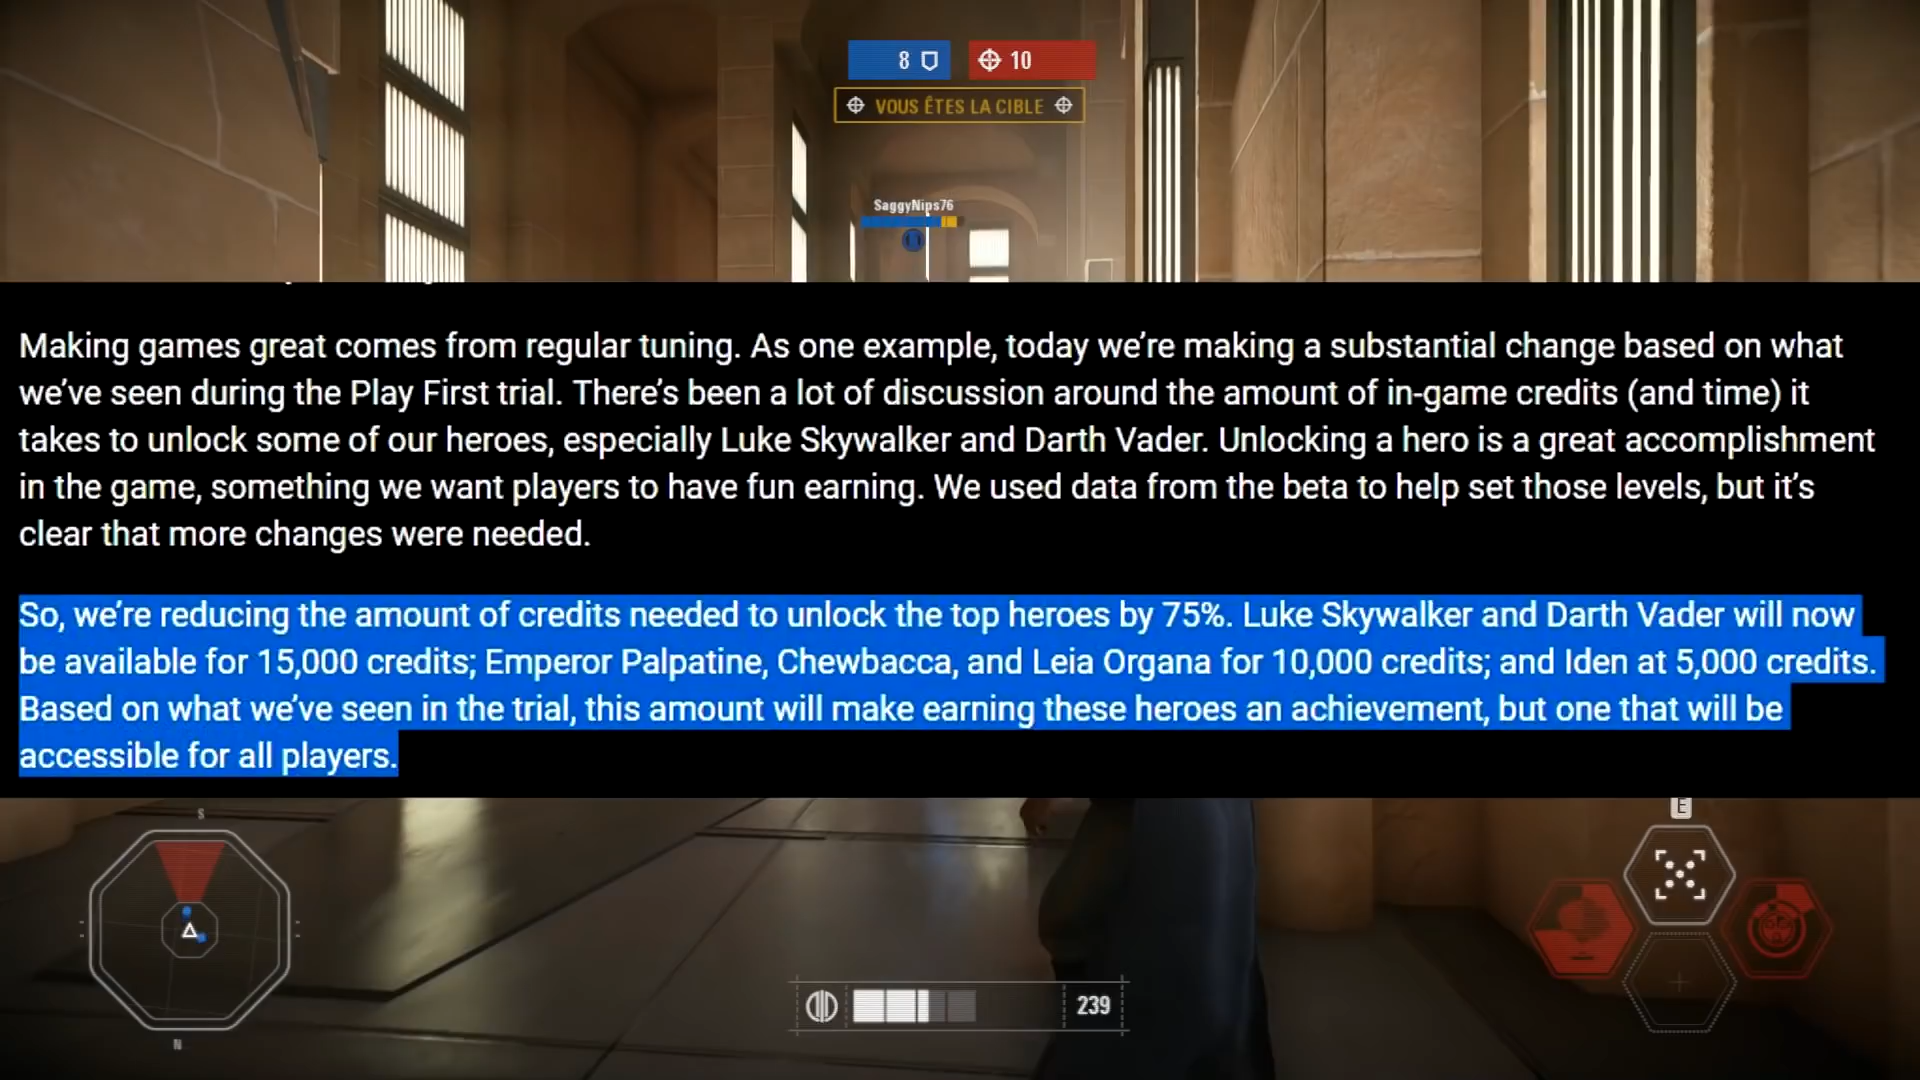 8
10
VOUS ÊTES LA CIBLE
SaggyNips76
Making games great comes from regular tuning. As one example, today we’re making a substantial change based on what
we’ve seen during the Play First trial. There’s been a lot of discussion around the amount of in-game credits (and time) it
takes to unlock some of our heroes, especially Luke Skywalker and Darth Vader. Unlocking a hero is a great accomplishment
in the game, something we want players to have fun earning. We used data from the beta to help set those levels, but it’s
clear that more changes were needed.
So, we’re reducing the amount of credits needed to unlock the top heroes by 75%. Luke Skywalker and Darth Vader will now
be available for 15,000 credits; Emperor Palpatine, Chewbacca, and Leia Organa for 10,000 credits; and Iden at 5,000 credits.
Based on what we’ve seen in the trial, this amount will make earning these heroes an achievement, but one that will be
accessible for all players.
S
E
N
239